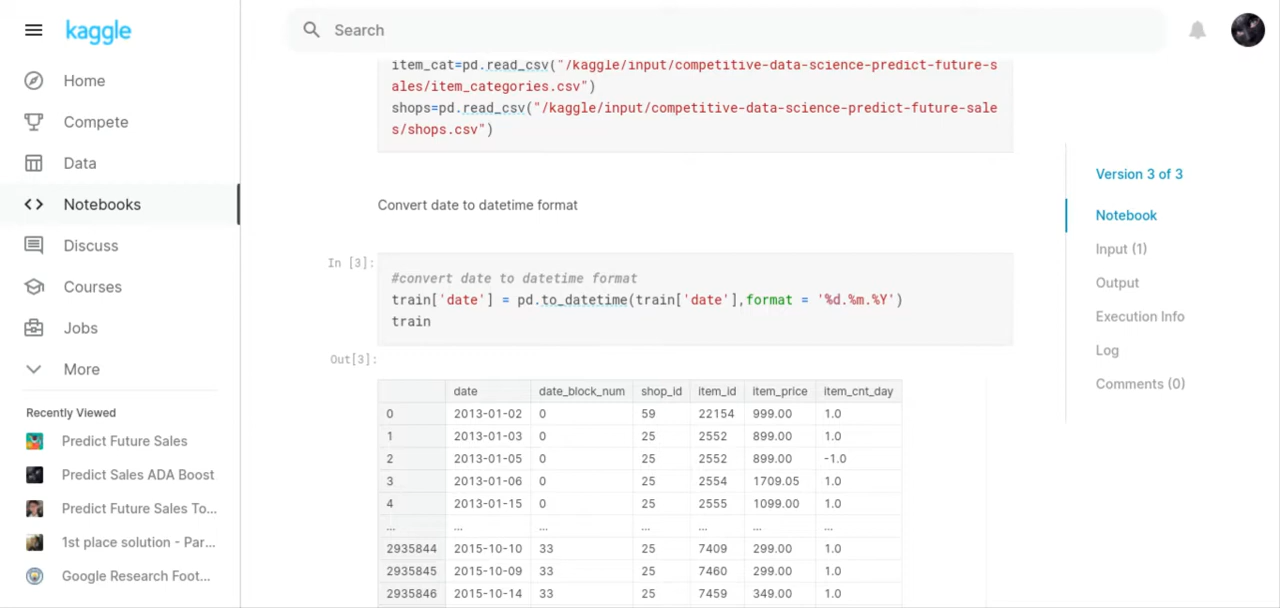 kaggle
Search
Home
Compete
Data
Notebooks
Discuss
Courses
Jobs
More
Recently Viewed
Predict Future Sales
Predict Sales ADA Boost
Predict Future Sales To...
1st place solution - Par...
Google Research Foot...
item_cat=pd.read_csv("/kaggle/input/competitive-data-science-predict-future-s
ales/item_categories.csv")
shops=pd.read_csv("/kaggle/input/competitive-data-science-predict-future-sale
s/shops.csv")
Convert date to datetime format
In [3]:
#convert date to datetime format
train['date'] = pd.to_datetime(train['date'],format = '%d.%m.%Y')
train
Out[3]:
date date_block_num shop_id item_id item_price item_cnt_day
0 2013-01-02 0 59 22154 999.00 1.0
1 2013-01-03 0 25 2552 899.00 1.0
2 2013-01-05 0 25 2552 899.00 -1.0
3 2013-01-06 0 25 2554 1709.05 1.0
4 2013-01-15 0 25 2555 1099.00 1.0
... ... ... ... ... ... ...
2935844 2015-10-10 33 25 7409 299.00 1.0
2935845 2015-10-09 33 25 7460 299.00 1.0
2935846 2015-10-14 33 25 7459 349.00 1.0
Version 3 of 3
Notebook
Input (1)
Output
Execution Info
Log
Comments (0)